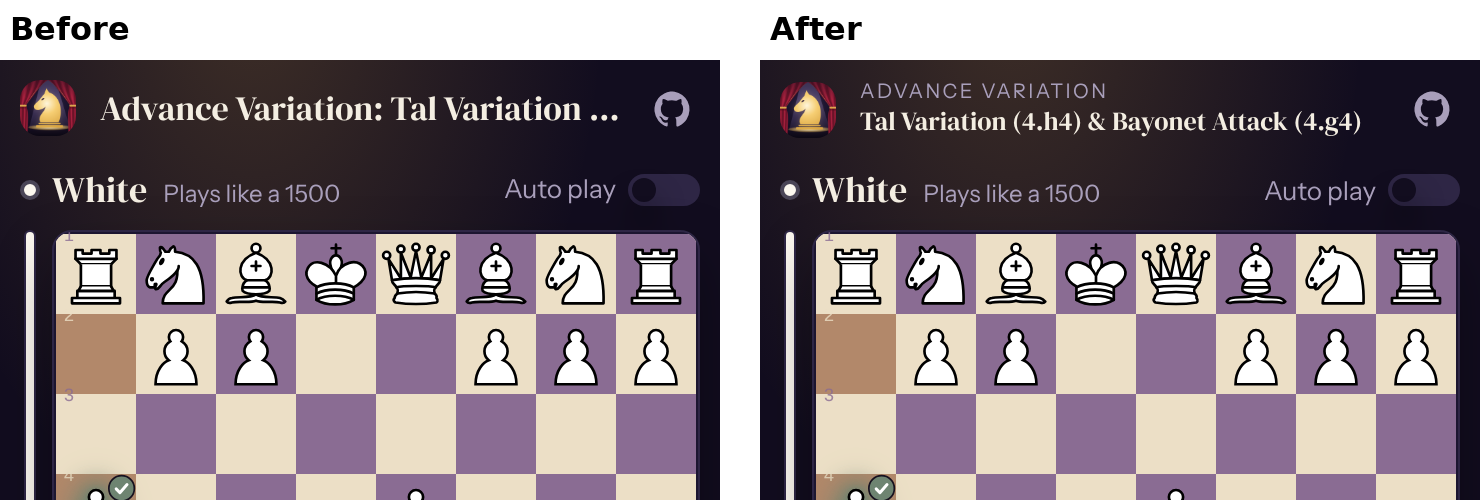 Before
After
Advance Variation: Tal Variation ...
White Plays like a 1500 Auto play
1
2
3
4
ADVANCE VARIATION
Tal Variation (4.h4) & Bayonet Attack (4.g4)
White Plays like a 1500 Auto play
1
2
3
4